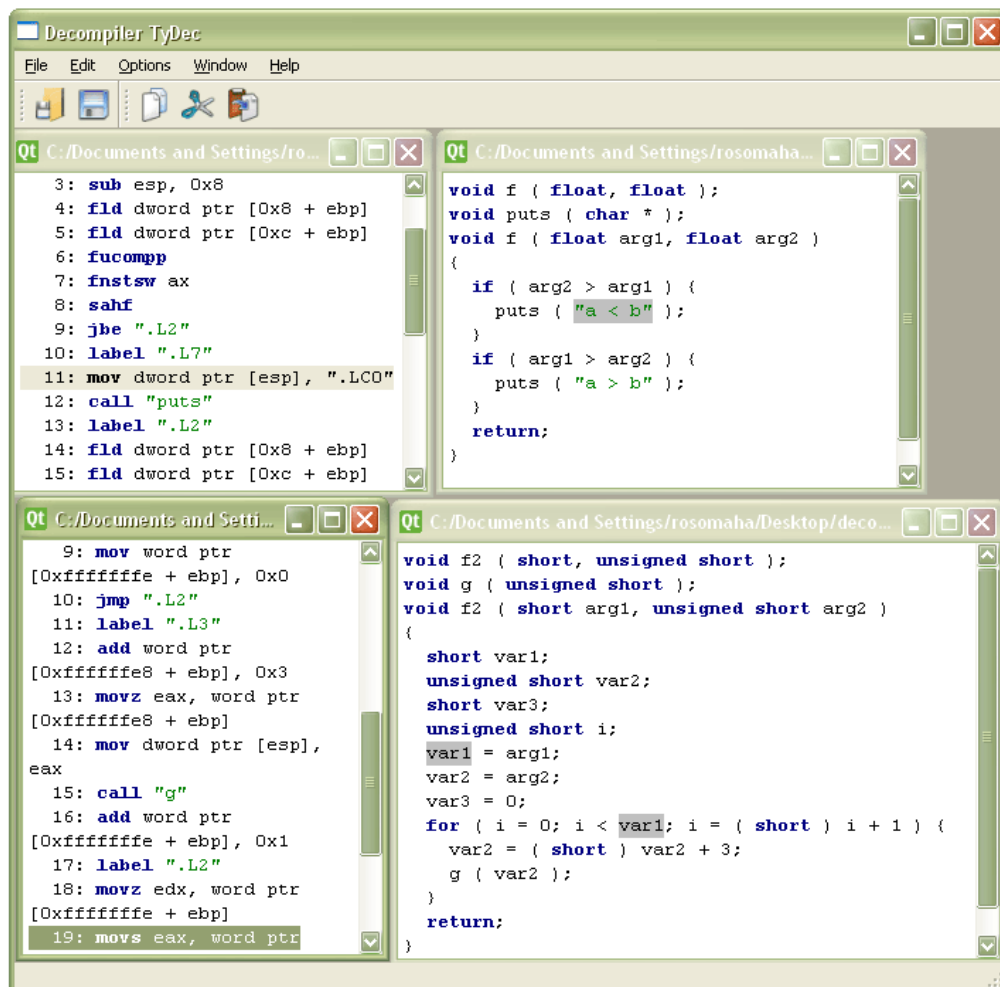 Decompiler TyDec
File Edit Options Window Help
Qt C:/Documents and Settings/ro...
3: sub esp, 0x8
4: fld dword ptr [0x8 + ebp]
5: fld dword ptr [0xc + ebp]
6: fucompp
7: fnstsw ax
8: sahf
9: jbe ".L2"
10: label ".L7"
11: mov dword ptr [esp], ".LC0"
12: call "puts"
13: label ".L2"
14: fld dword ptr [0x8 + ebp]
15: fld dword ptr [0xc + ebp]
Qt C:/Documents and Settings/rosomaha...
void f ( float, float );
void puts ( char * );
void f ( float arg1, float arg2 )
{
if ( arg2 > arg1 ) {
puts ( "a < b" );
}
if ( arg1 > arg2 ) {
puts ( "a > b" );
}
return;
}
Qt C:/Documents and Setti...
9: mov word ptr
[0xfffffffe + ebp], 0x0
10: jmp ".L2"
11: label ".L3"
12: add word ptr
[0xffffffe8 + ebp], 0x3
13: movz eax, word ptr
[0xffffffe8 + ebp]
14: mov dword ptr [esp],
eax
15: call "g"
16: add word ptr
[0xfffffffe + ebp], 0x1
17: label ".L2"
18: movz edx, word ptr
[0xfffffffe + ebp]
19: movs eax, word ptr
Qt C:/Documents and Settings/rosomaha/Desktop/deco...
void f2 ( short, unsigned short );
void g ( unsigned short );
void f2 ( short arg1, unsigned short arg2 )
{
short var1;
unsigned short var2;
short var3;
unsigned short i;
var1 = arg1;
var2 = arg2;
var3 = 0;
for ( i = 0; i < var1; i = ( short ) i + 1 ) {
var2 = ( short ) var2 + 3;
g ( var2 );
}
return;
}